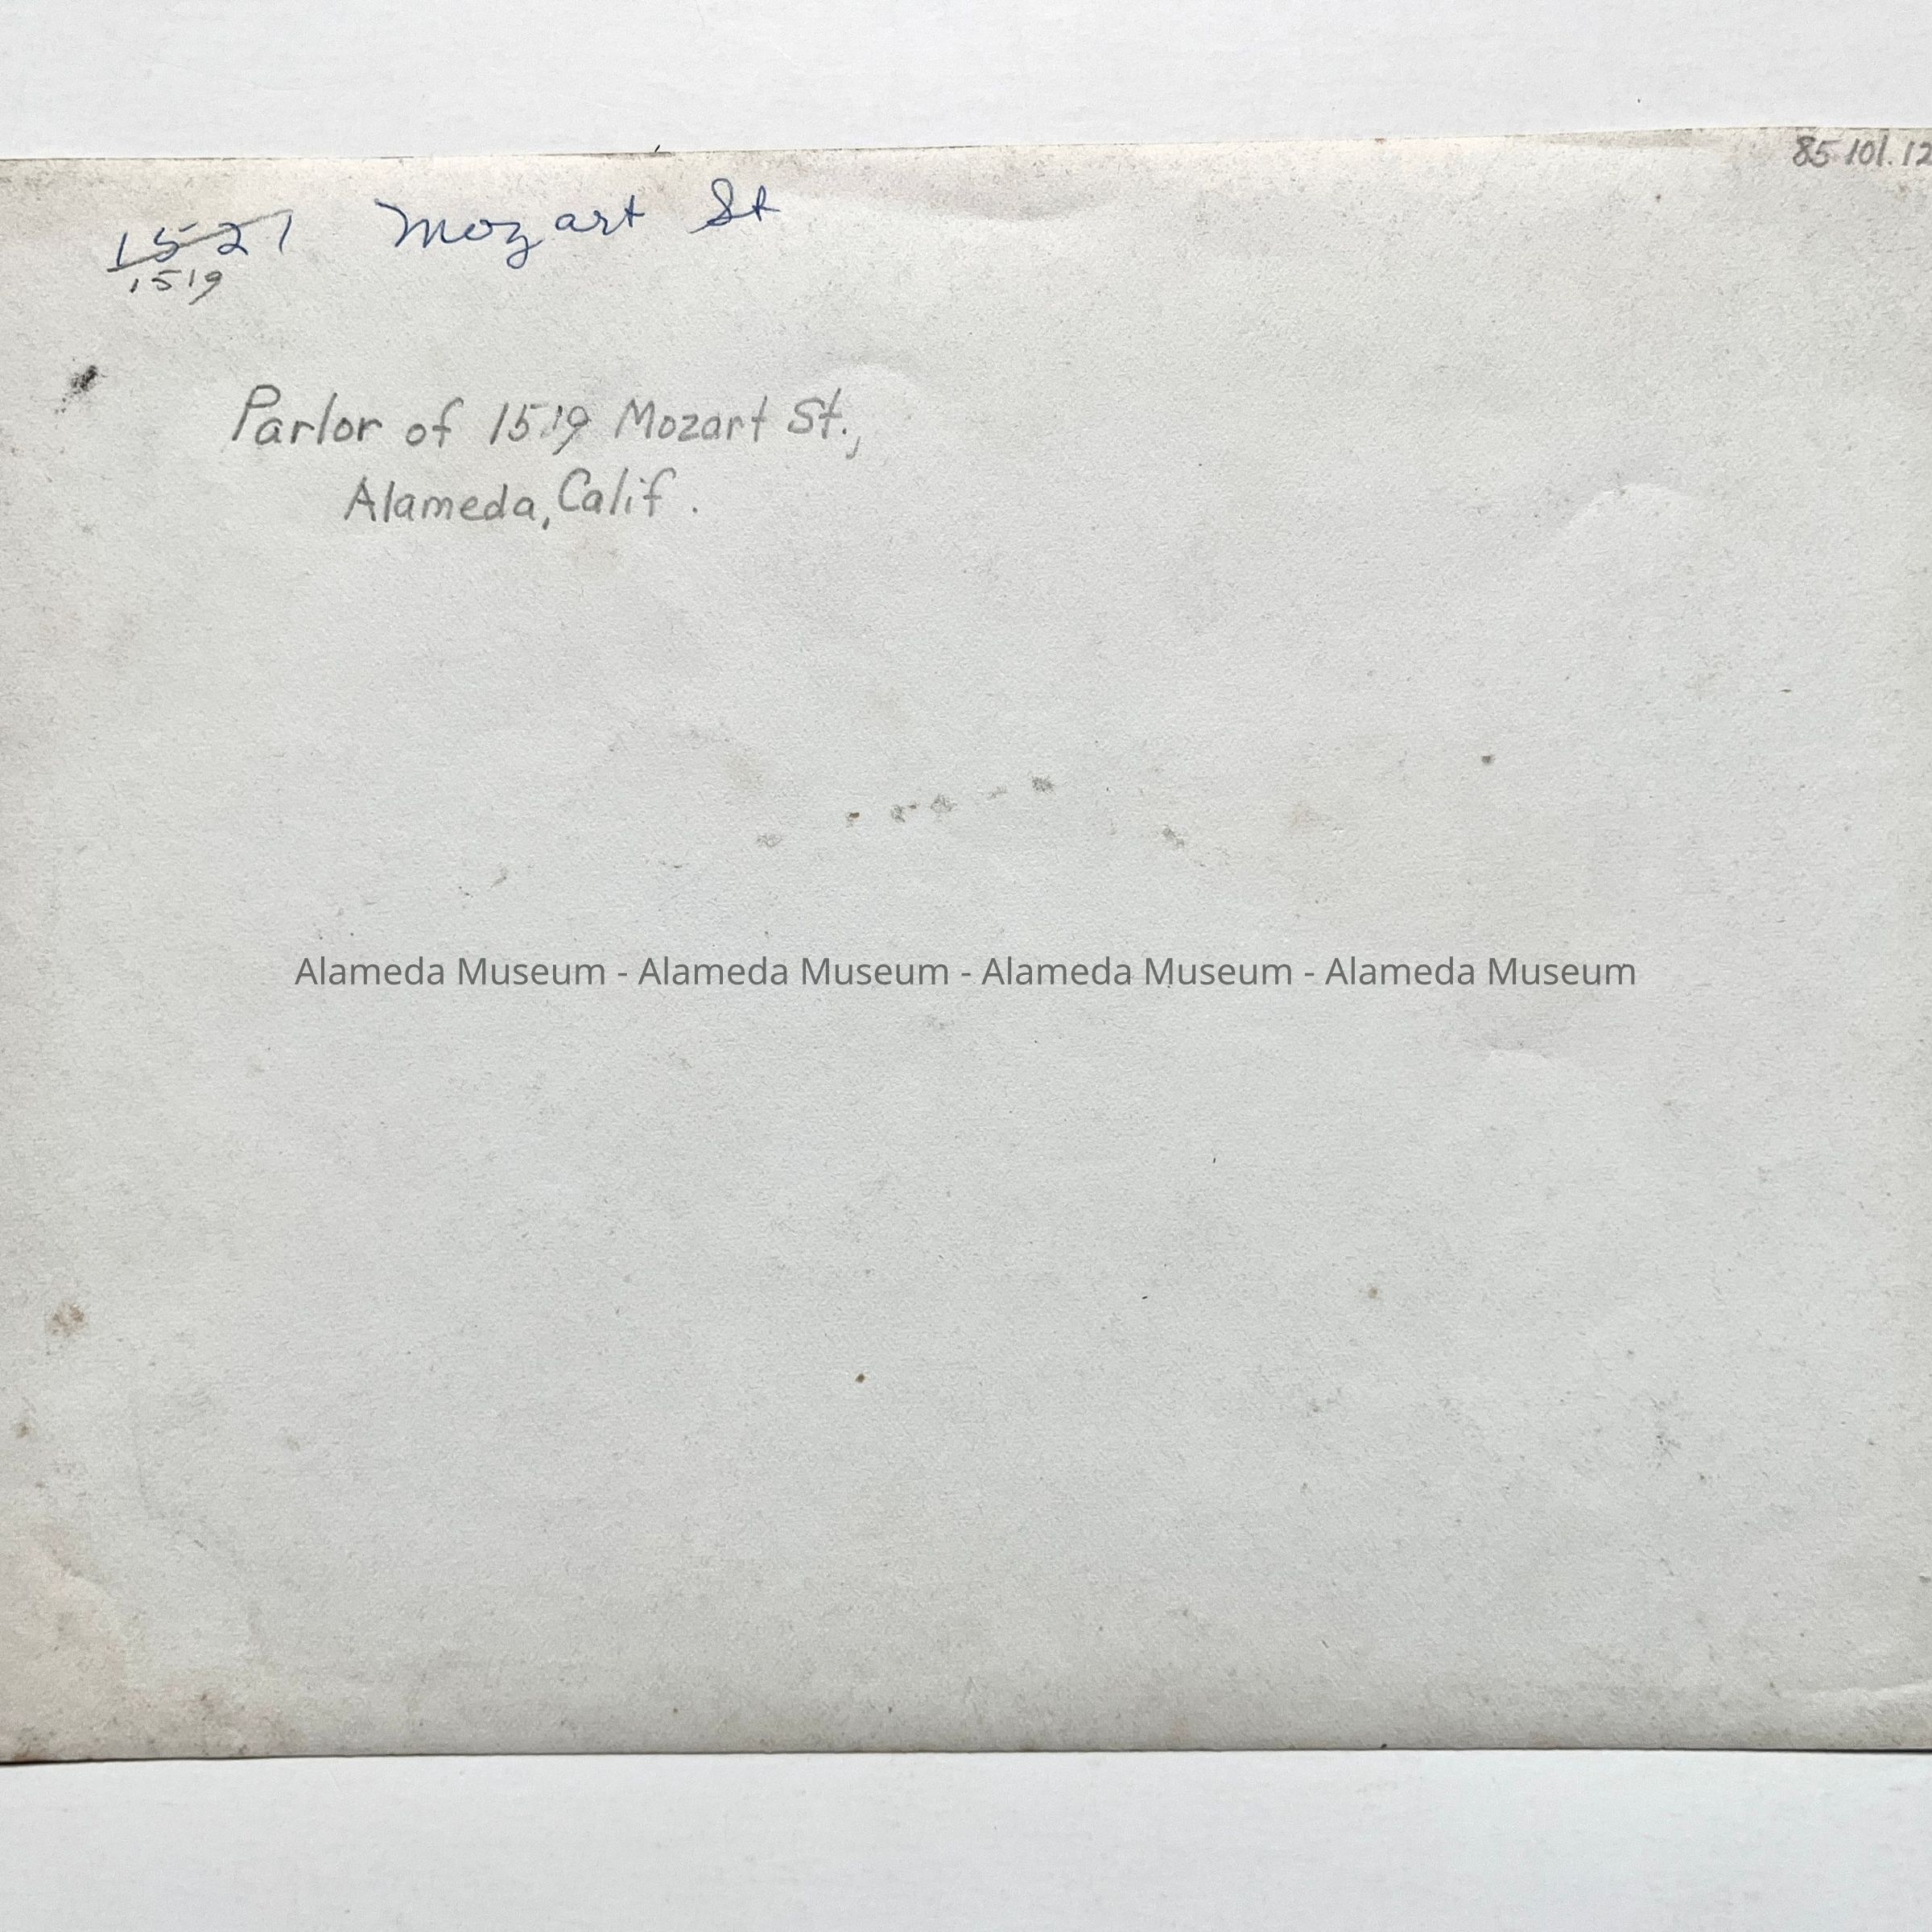 85.101.12
1521 Mozart St
1519
Parlor of 1519 Mozart St.,
Alameda, Calif.
Alameda Museum - Alameda Museum - Alameda Museum - Alameda Museum